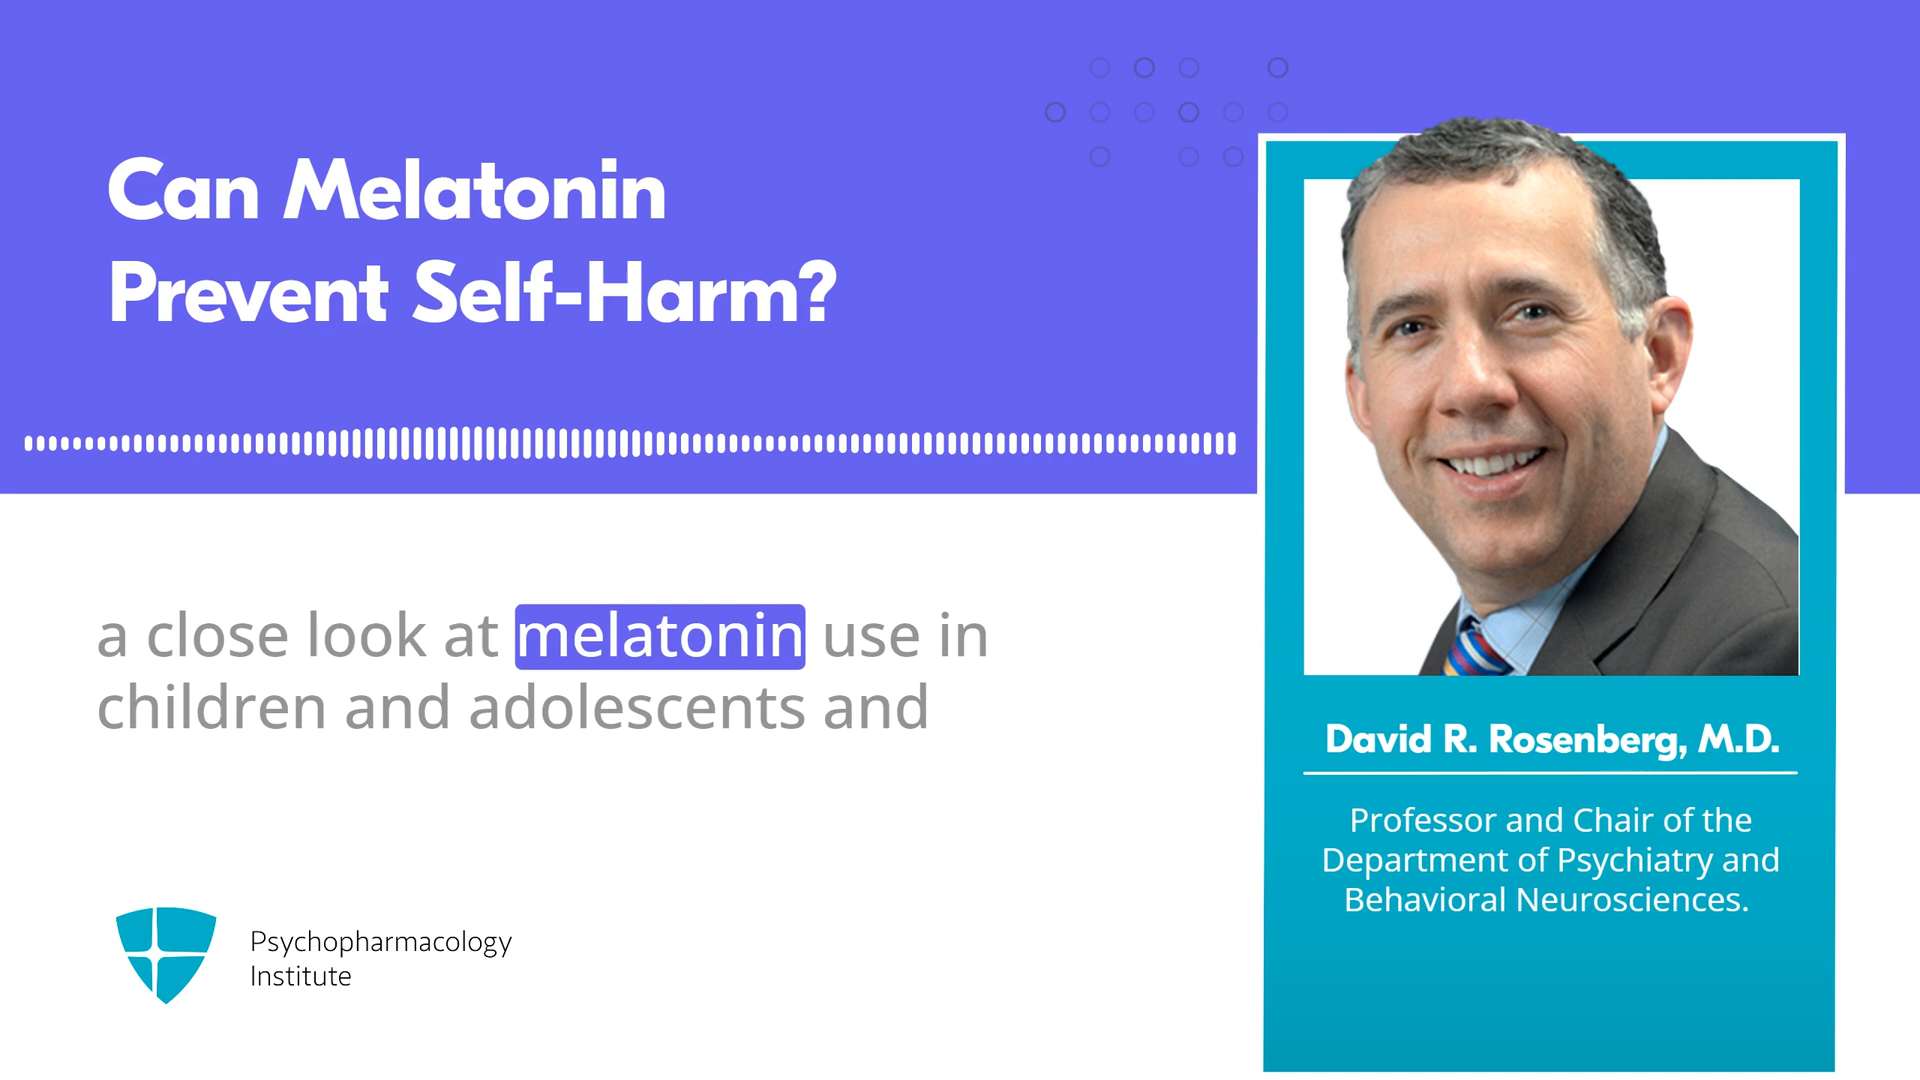 Can Melatonin
Prevent Self-Harm?
a close look at melatonin use in
children and adolescents and
David R. Rosenberg, M.D.
Professor and Chair of the
Department of Psychiatry and
Behavioral Neurosciences.
Psychopharmacology
Institute